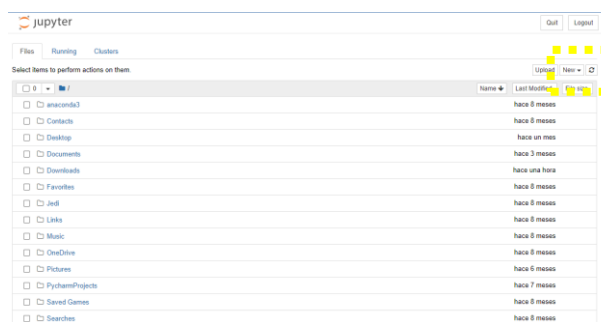 jupyter
Quit Logout
Files Running Clusters
Select items to perform actions on them.
Upload New
0 /
Name Last Modified File size
anaconda3 hace 8 meses
Contacts hace 8 meses
Desktop hace un mes
Documents hace 3 meses
Downloads hace una hora
Favorites hace 8 meses
Jedi hace 8 meses
Links hace 8 meses
Music hace 8 meses
OneDrive hace 8 meses
Pictures hace 6 meses
PycharmProjects hace 7 meses
Saved Games hace 8 meses
Searches hace 8 meses